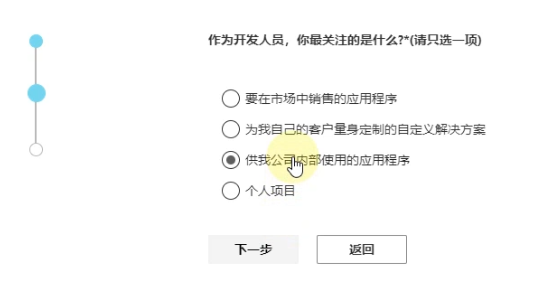 作为开发人员，你最关注的是什么?*(请只选一项)
要在市场中销售的应用程序
为我自己的客户量身定制的自定义解决方案
供我公司内部使用的应用程序
个人项目
下一步 返回